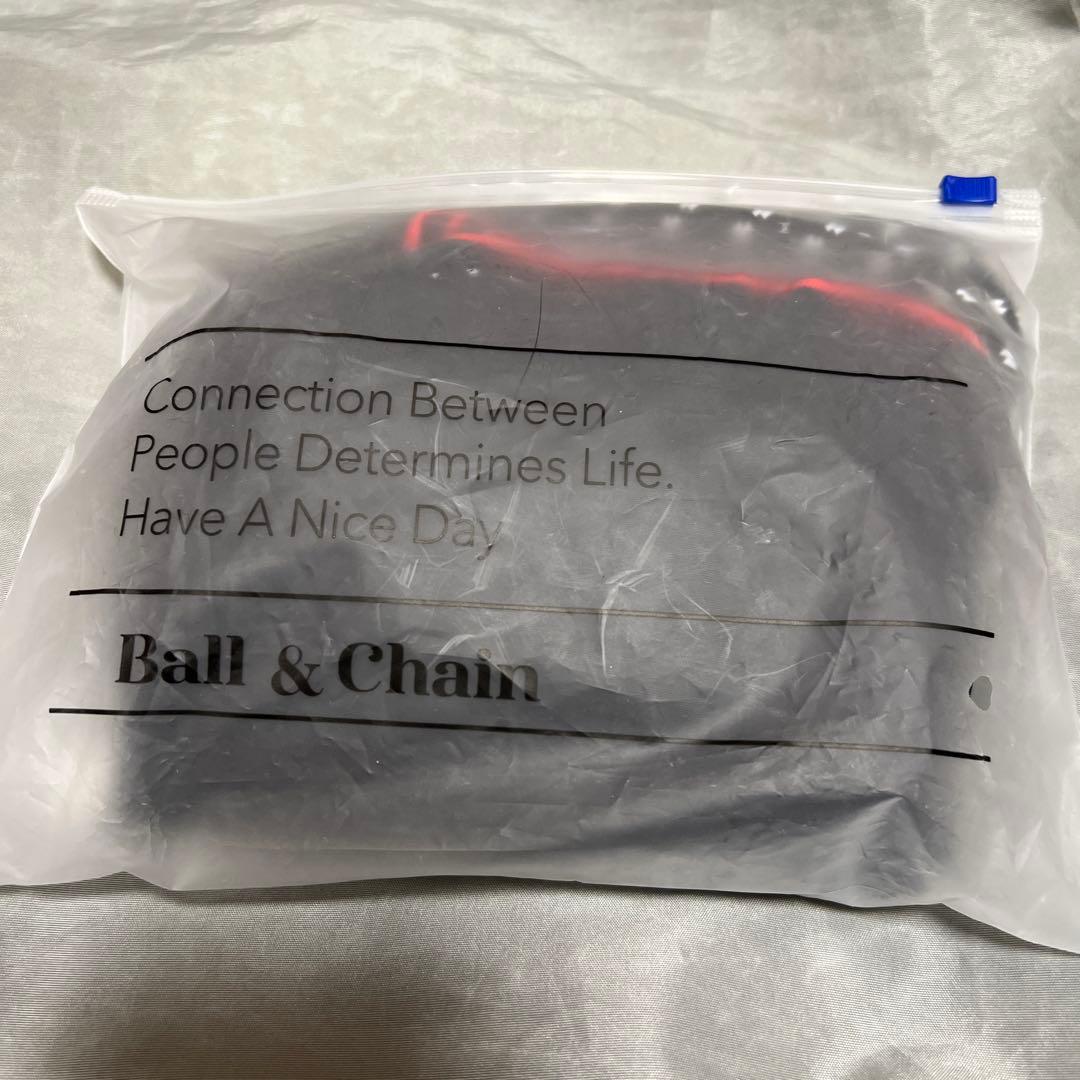 Connection Between
People Determines Life.
Have A Nice Day
Ball & Chain